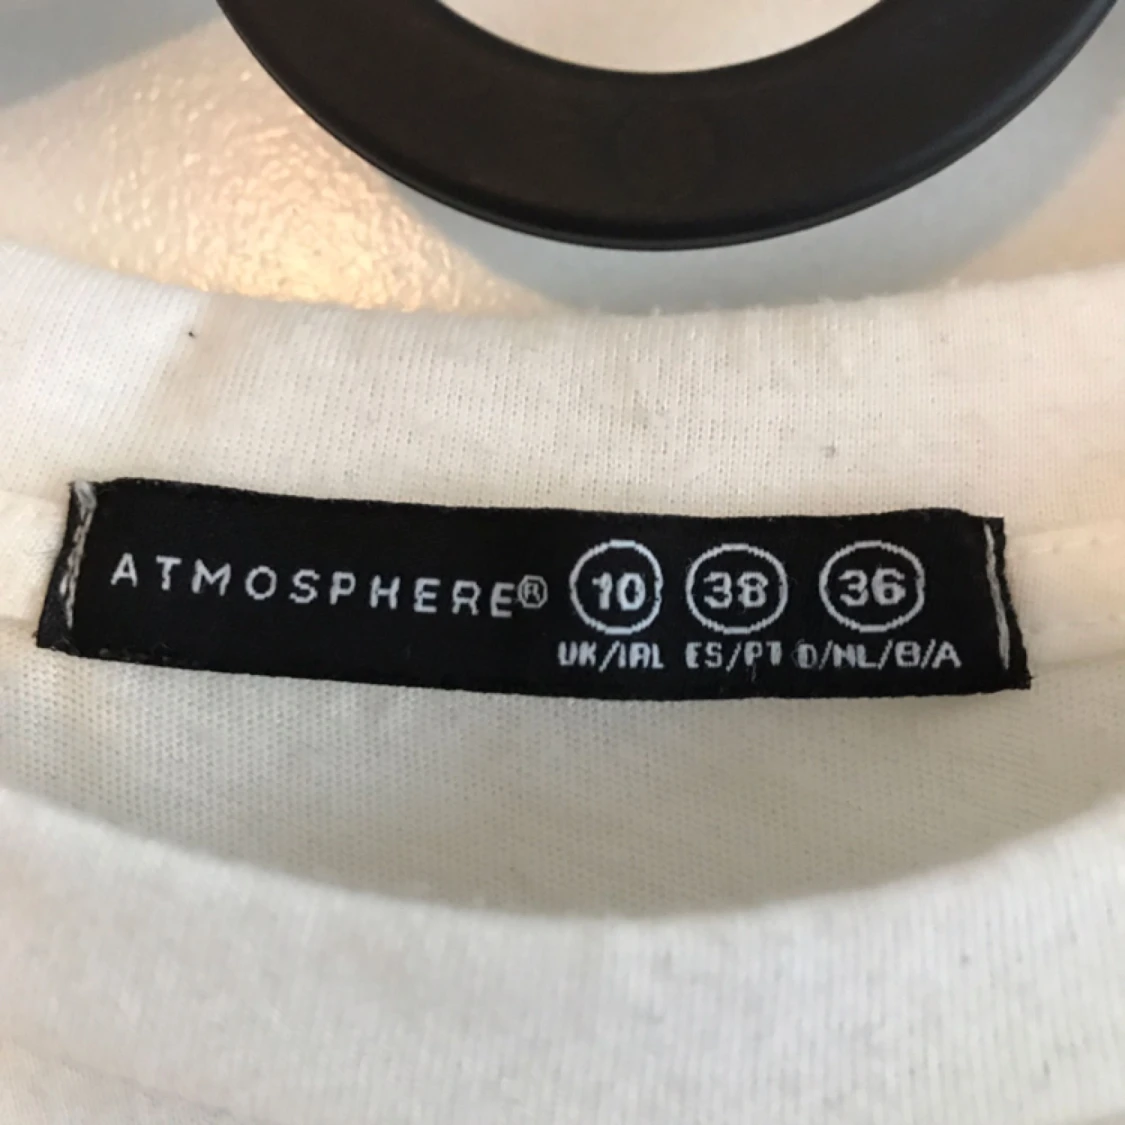 ATMOSPHERE® 10 38 36
UK/IRL ES/PT D/NL/B/A